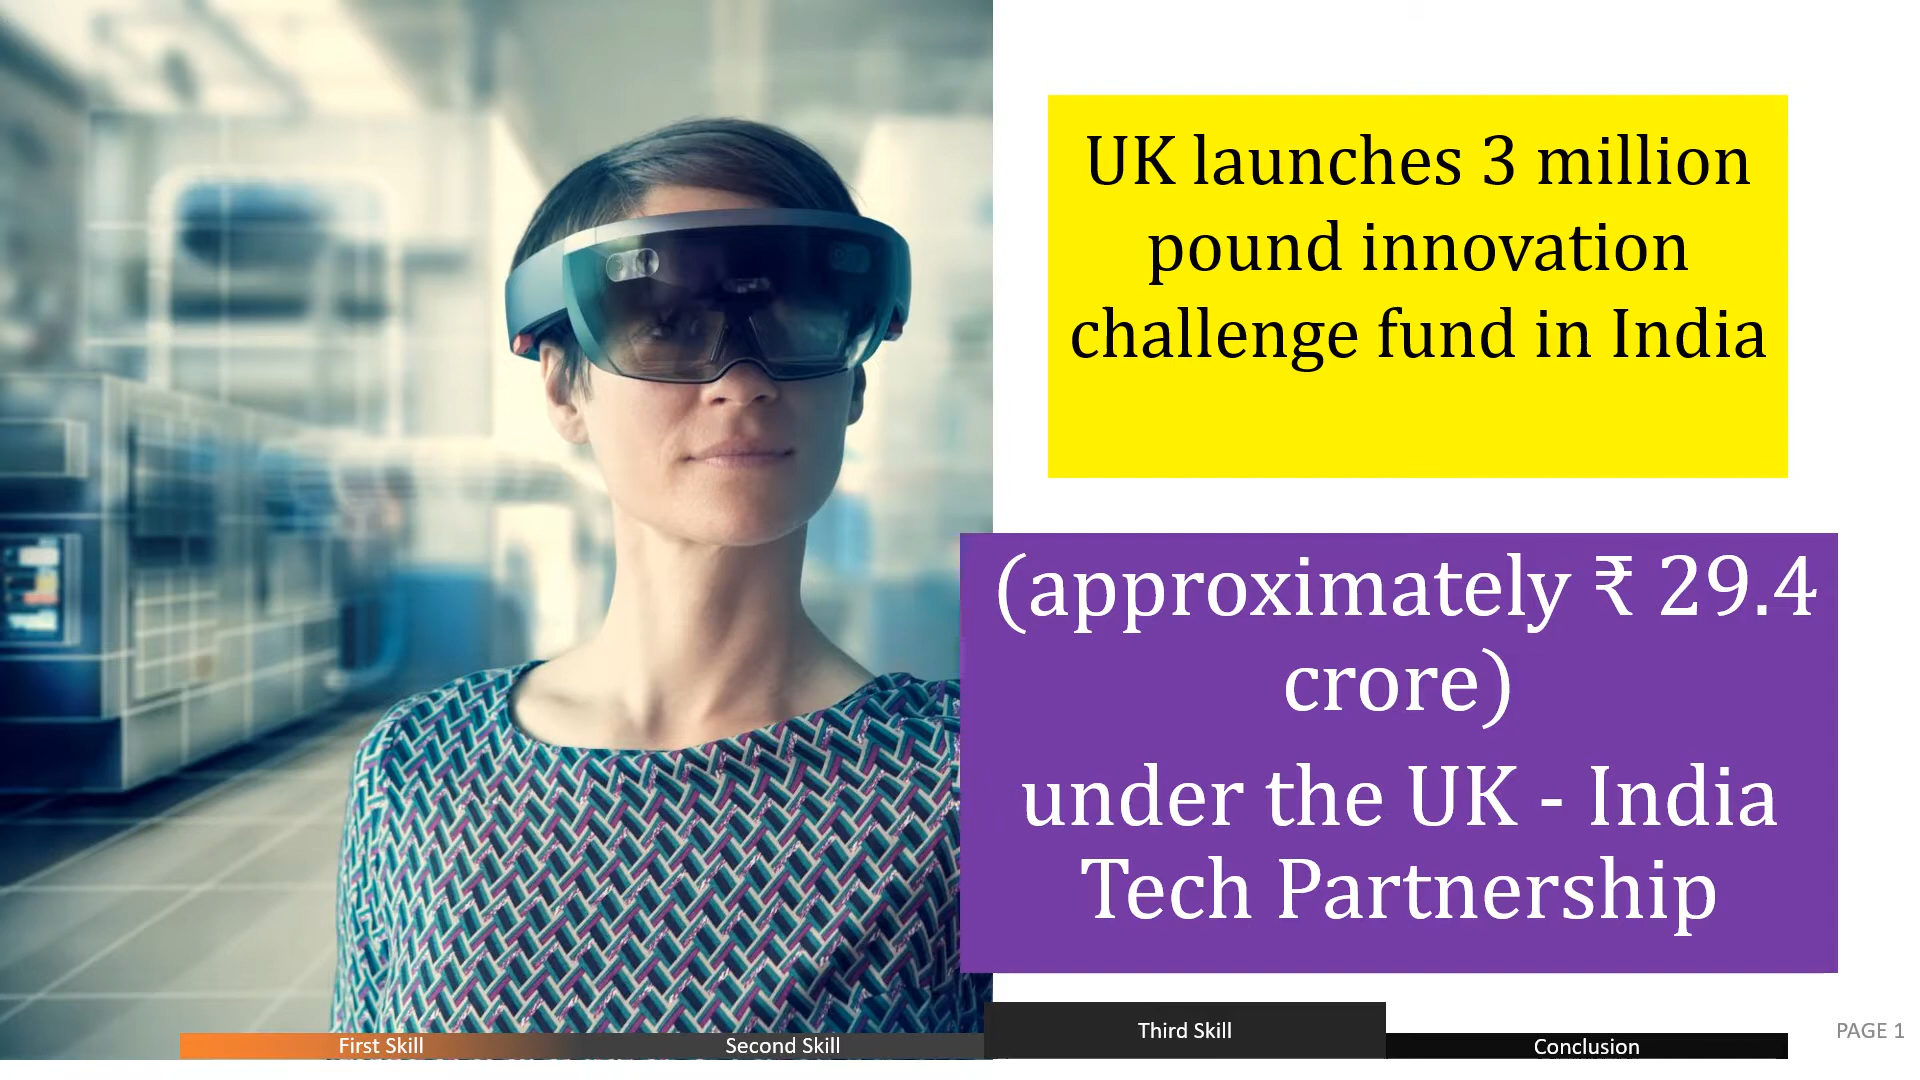 UK launches 3 million
pound innovation
challenge fund in India
(approximately ₹ 29.4
crore)
under the UK - India
Tech Partnership
First Skill
Second Skill
Third Skill
Conclusion
PAGE 1